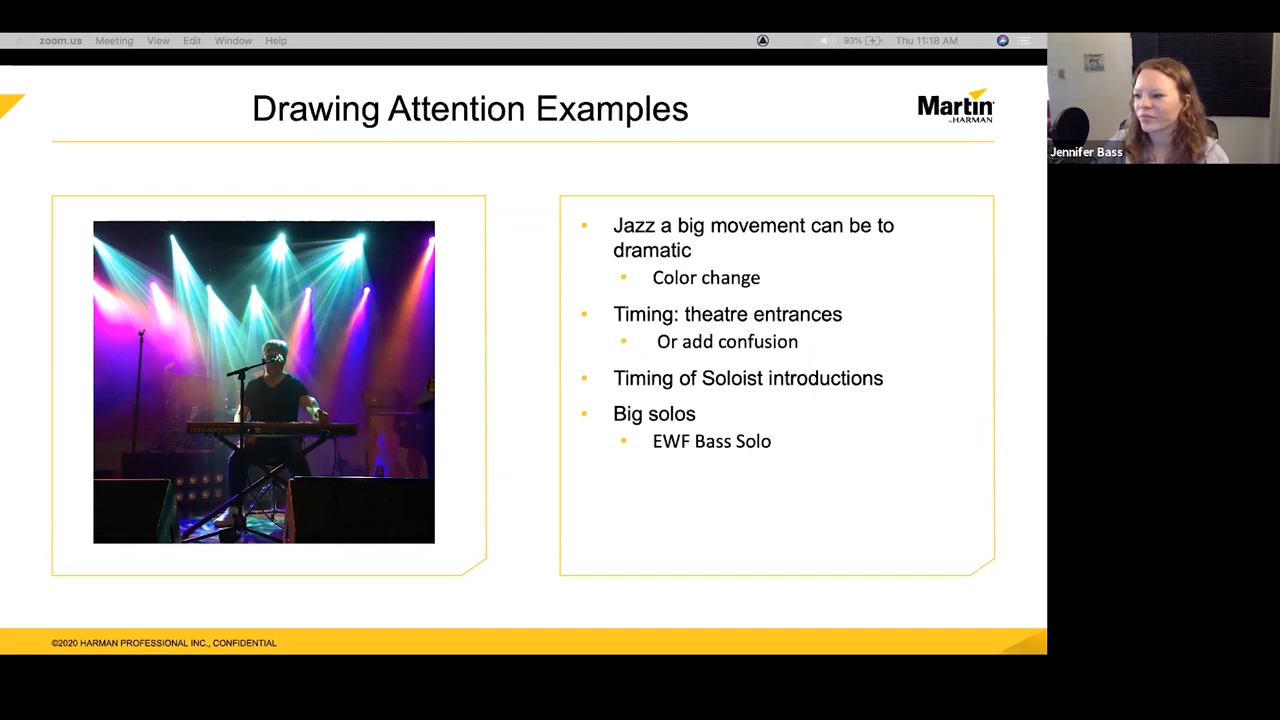 zoom.us Meeting View Edit Window Help 93% Thu 11:18 AM
Drawing Attention Examples
Martin
by HARMAN
Jennifer Bass
• Jazz a big movement can be to
dramatic
• Color change
• Timing: theatre entrances
• Or add confusion
• Timing of Soloist introductions
• Big solos
• EWF Bass Solo
©2020 HARMAN PROFESSIONAL INC., CONFIDENTIAL